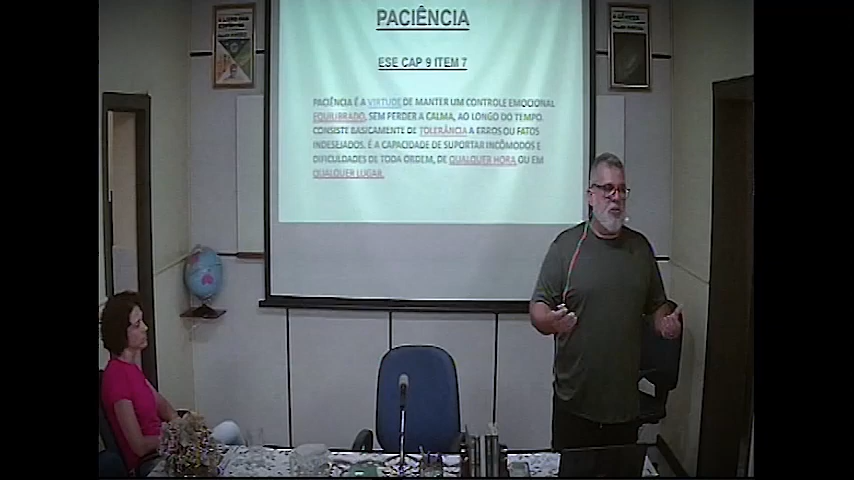 PACIÊNCIA
ESE CAP 9 ITEM 7
PACIÊNCIA É A VIRTUDE DE MANTER UM CONTROLE EMOCIONAL
EQUILIBRADO, SEM PERDER A CALMA, AO LONGO DO TEMPO.
CONSISTE BASICAMENTE DE TOLERÂNCIA A ERROS OU FATOS
INDESEJADOS. É A CAPACIDADE DE SUPORTAR INCÔMODOS E
DIFICULDADES DE TODA ORDEM, DE QUALQUER HORA OU EM
QUALQUER LUGAR.